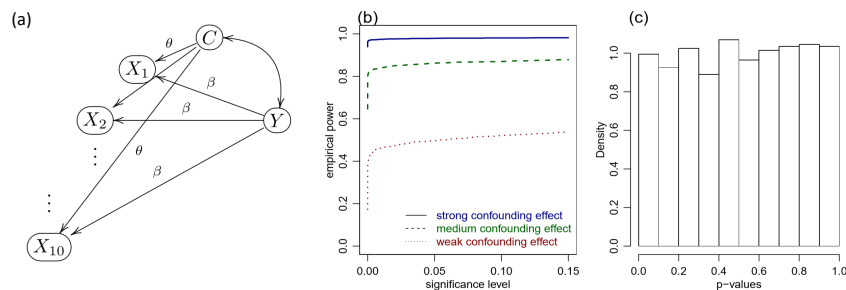 (a)
C
θ
X1
β
X2
β
Y
θ
β
X10
(b)
empirical power
1.0
0.8
0.6
0.4
0.2
0.0
strong confounding effect
medium confounding effect
weak confounding effect
0.00 0.05 0.10 0.15
significance level
(c)
Density
1.0
0.8
0.6
0.4
0.2
0.0
0.0 0.2 0.4 0.6 0.8 1.0
p−values